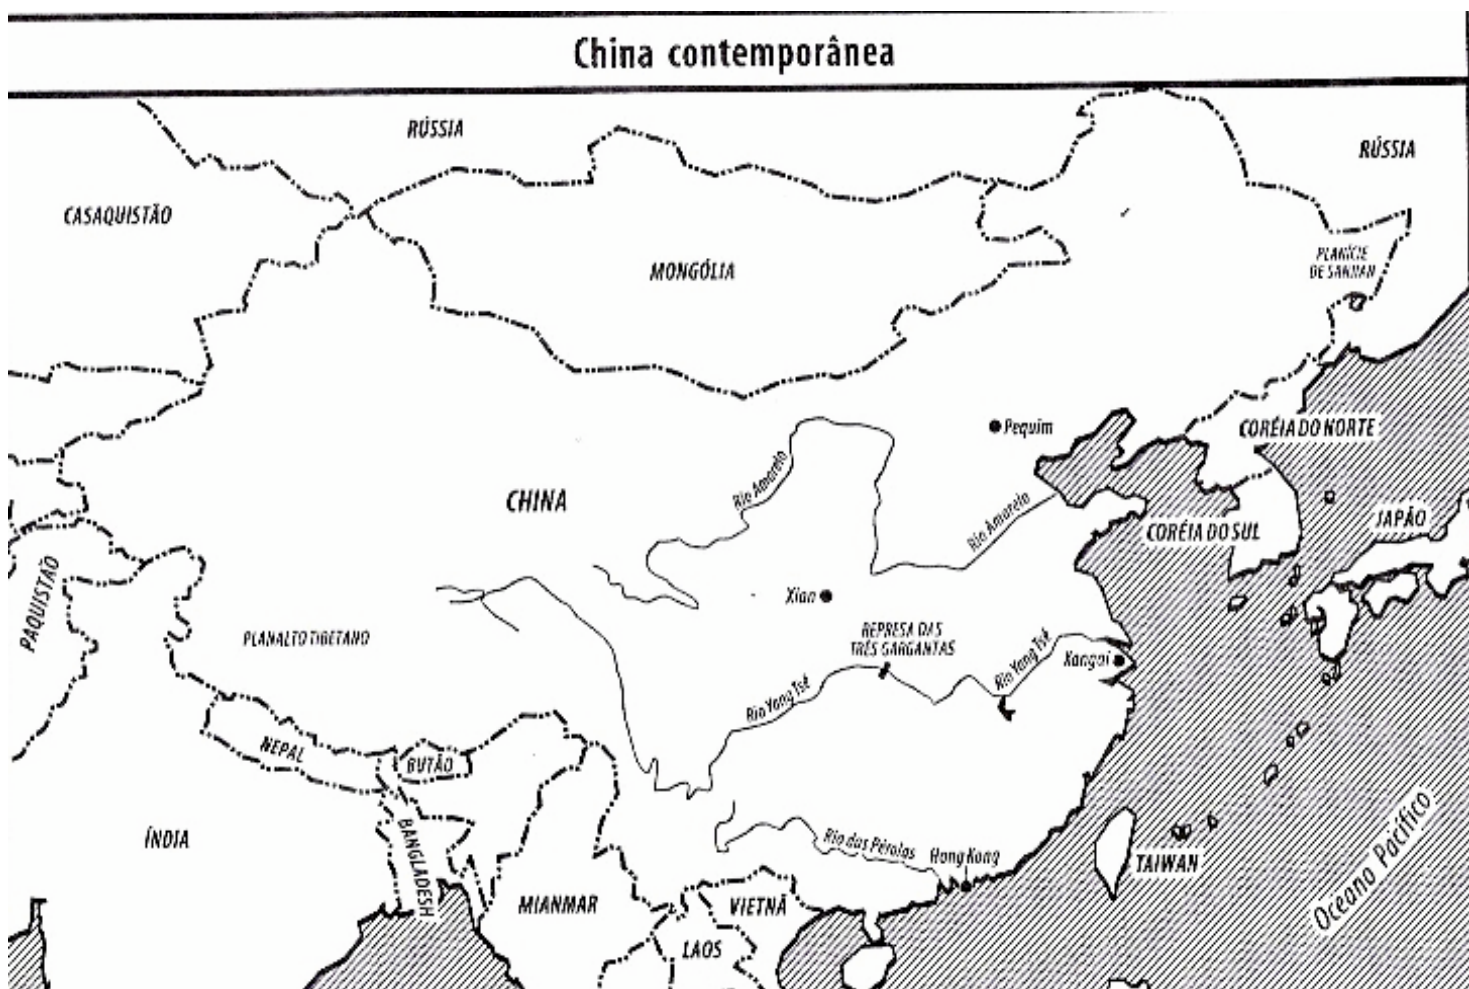 China contemporânea
RÚSSIA
RÚSSIA
CASAQUISTÃO
MONGÓLIA
PLANÍCIE
DE SANHAN
Pequim
CORÉIA DO NORTE
Rio Amarelo
CHINA
Rio Amarelo
CORÉIA DO SUL
JAPÃO
PAQUISTÃO
Xian
PLANALTO TIBETANO
REPRESA DAS
TRÊS GARGANTAS
Rio Yang Tsé
Xangai
Rio Yang Tsé
NEPAL
BUTÃO
ÍNDIA
BANGLADESH
Rio das Pérolas
Hong Kong
TAIWAN
Oceano Pacífico
MIANMAR
VIETNÃ
LAOS